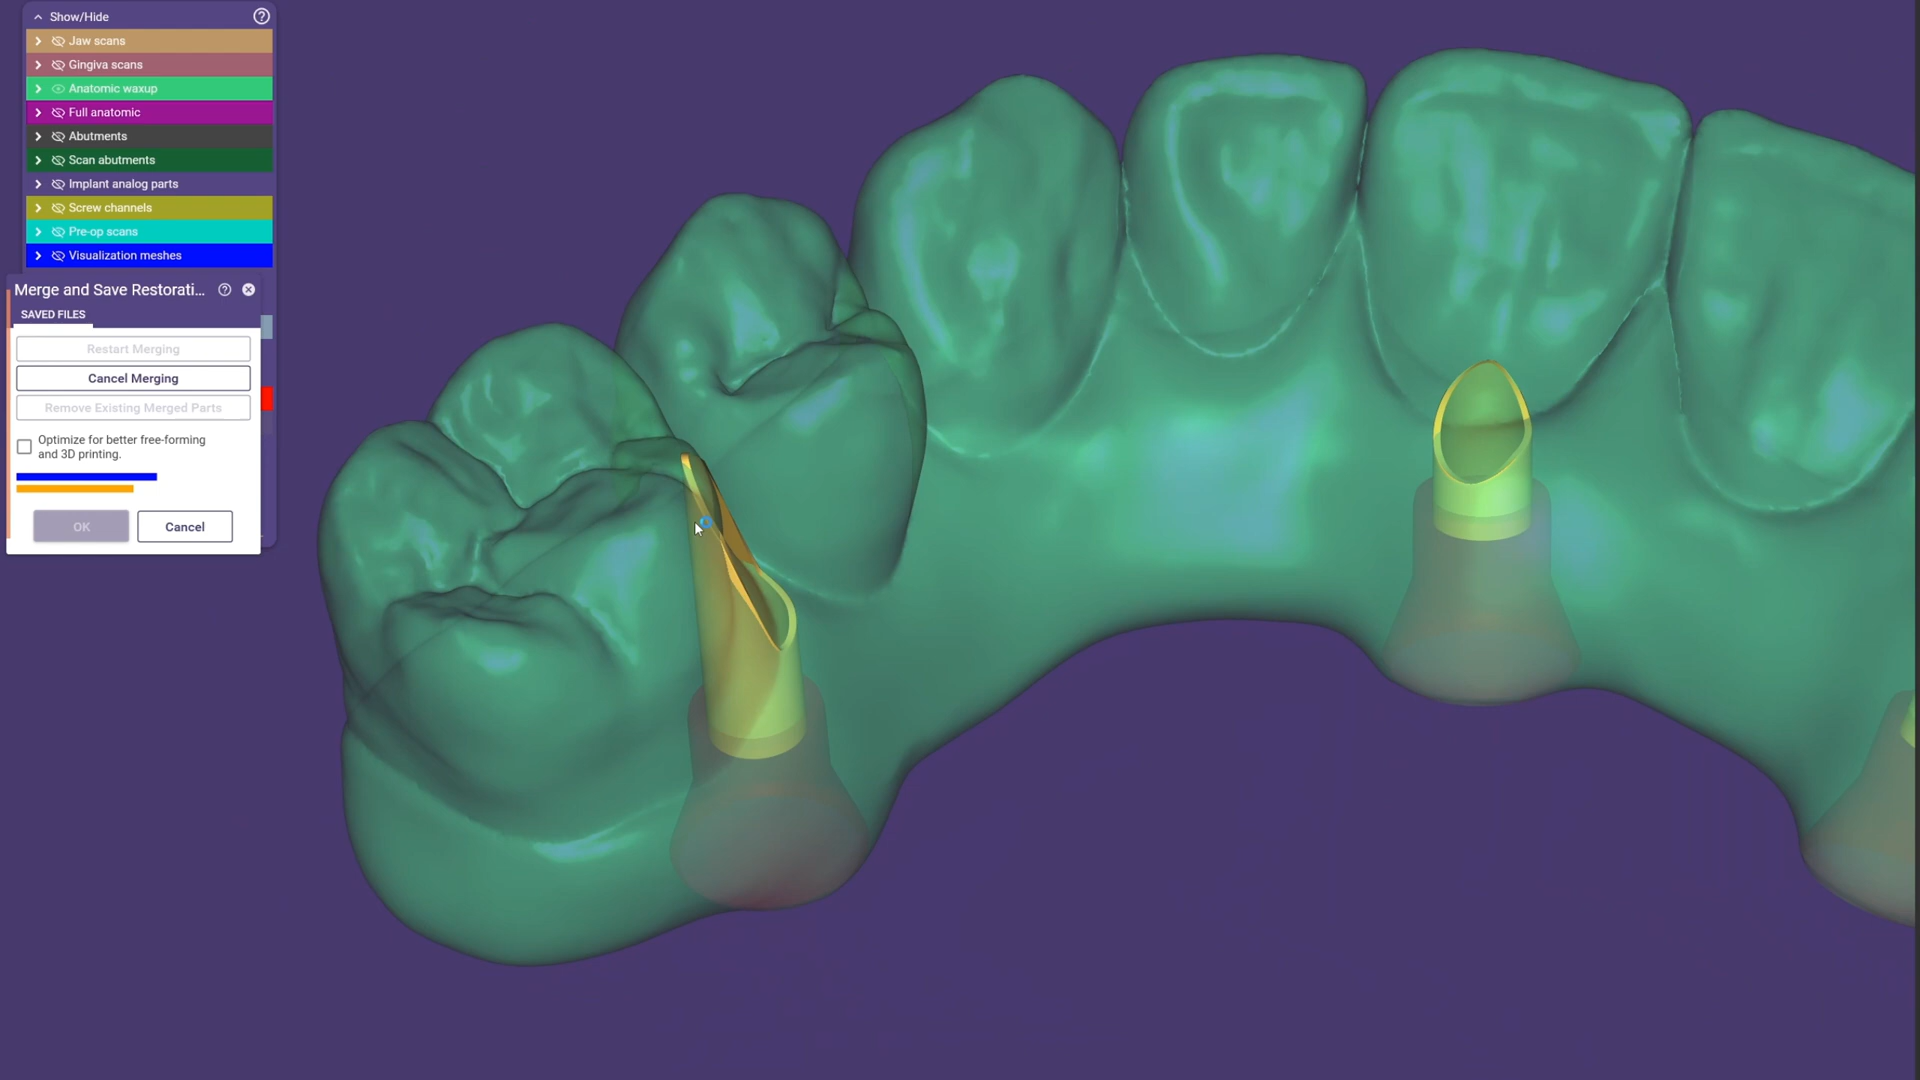 Show/Hide
Jaw scans
Gingiva scans
Anatomic waxup
Full anatomic
Abutments
Scan abutments
Implant analog parts
Screw channels
Pre-op scans
Visualization meshes
Merge and Save Restorati...
SAVED FILES
Restart Merging
Cancel Merging
Remove Existing Merged Parts
Optimize for better free-forming
and 3D printing.
OK
Cancel